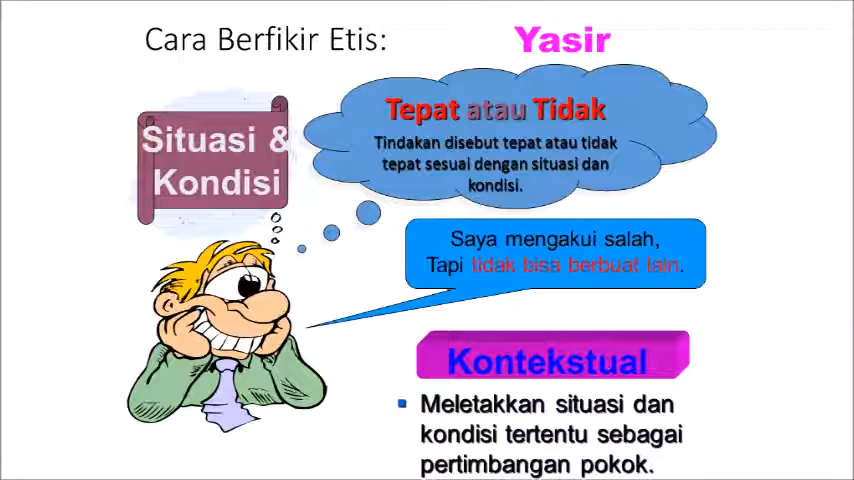 Cara Berfikir Etis:
Yasir
Situasi &
Kondisi
Tepat atau Tidak
Tindakan disebut tepat atau tidak
tepat sesuai dengan situasi dan
kondisi.
Saya mengakui salah,
Tapi tidak bisa berbuat lain.
Kontekstual
▪ Meletakkan situasi dan
kondisi tertentu sebagai
pertimbangan pokok.